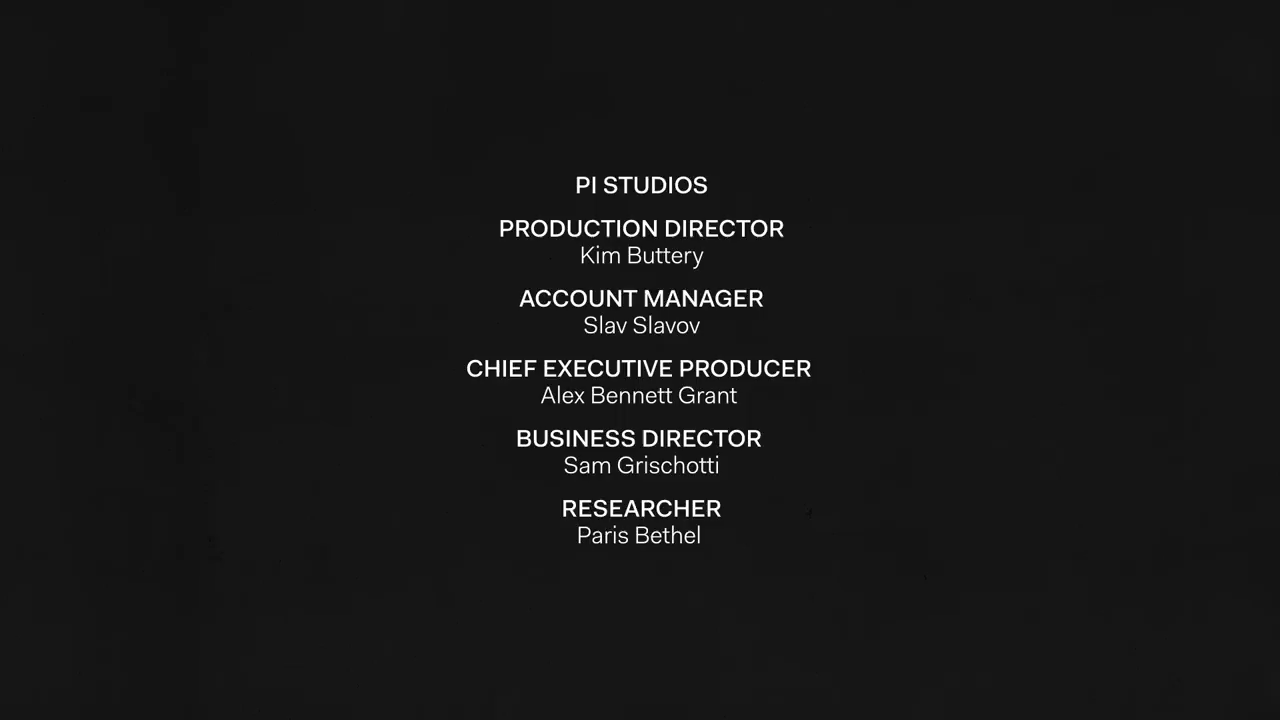 PI STUDIOS
PRODUCTION DIRECTOR
Kim Buttery
ACCOUNT MANAGER
Slav Slavov
CHIEF EXECUTIVE PRODUCER
Alex Bennett Grant
BUSINESS DIRECTOR
Sam Grischotti
RESEARCHER
Paris Bethel